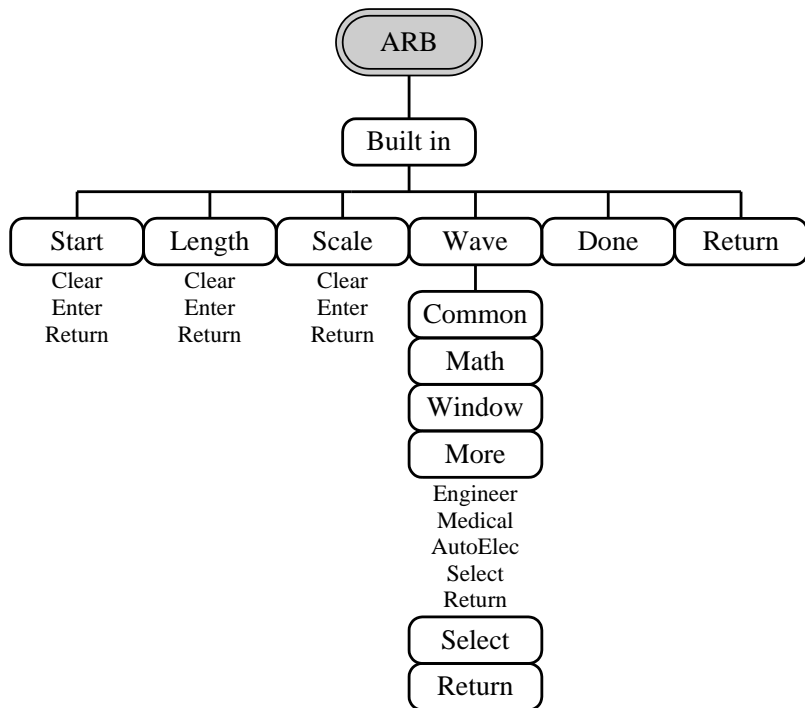 ARB
Built in
Start Length Scale Wave Done Return
Clear Clear Clear
Enter Enter Enter
Return Return Return
Common
Math
Window
More
Engineer
Medical
AutoElec
Select
Return
Select
Return